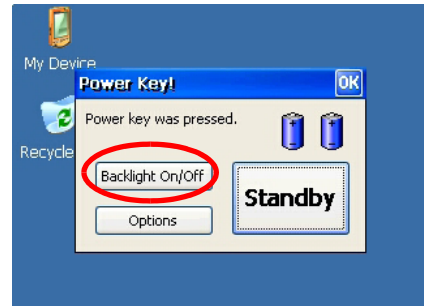 My Device
Power Key!
OK
Power key was pressed.
Recycle
Backlight On/Off
Standby
Options